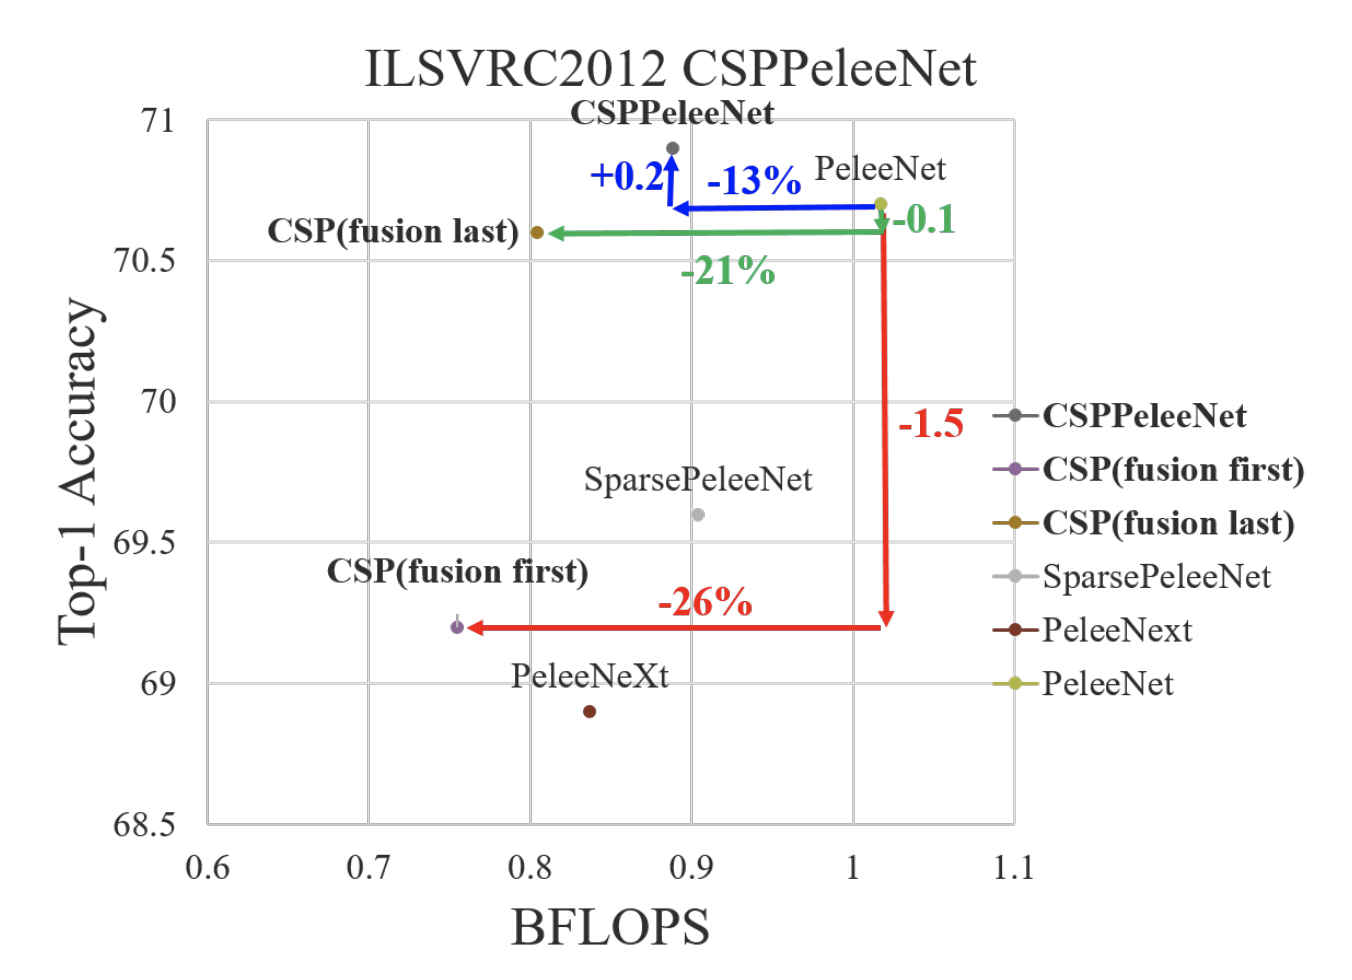 ILSVRC2012 CSPPeleeNet
71
CSPPeleeNet
+0.2
-13%
PeleeNet
CSP(fusion last)
-0.1
70.5
-21%
Top-1 Accuracy
70
-1.5
SparsePeleeNet
69.5
CSP(fusion first)
-26%
PeleeNeXt
69
68.5
0.6 0.7 0.8 0.9 1 1.1
BFLOPS
CSPPeleeNet
CSP(fusion first)
CSP(fusion last)
SparsePeleeNet
PeleeNext
PeleeNet